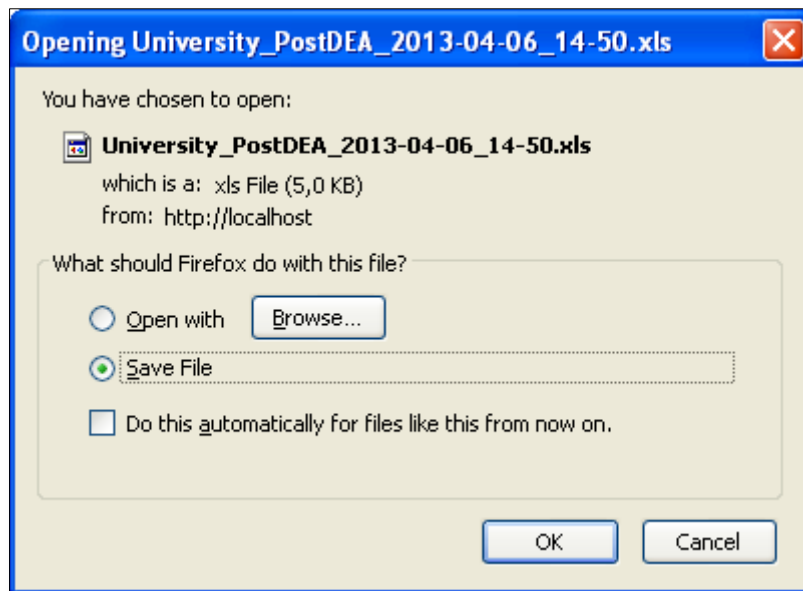 Opening University_PostDEA_2013-04-06_14-50.xls
You have chosen to open:
University_PostDEA_2013-04-06_14-50.xls
which is a: xls File (5,0 KB)
from: http://localhost
What should Firefox do with this file?
Open with Browse...
Save File
Do this automatically for files like this from now on.
OK Cancel